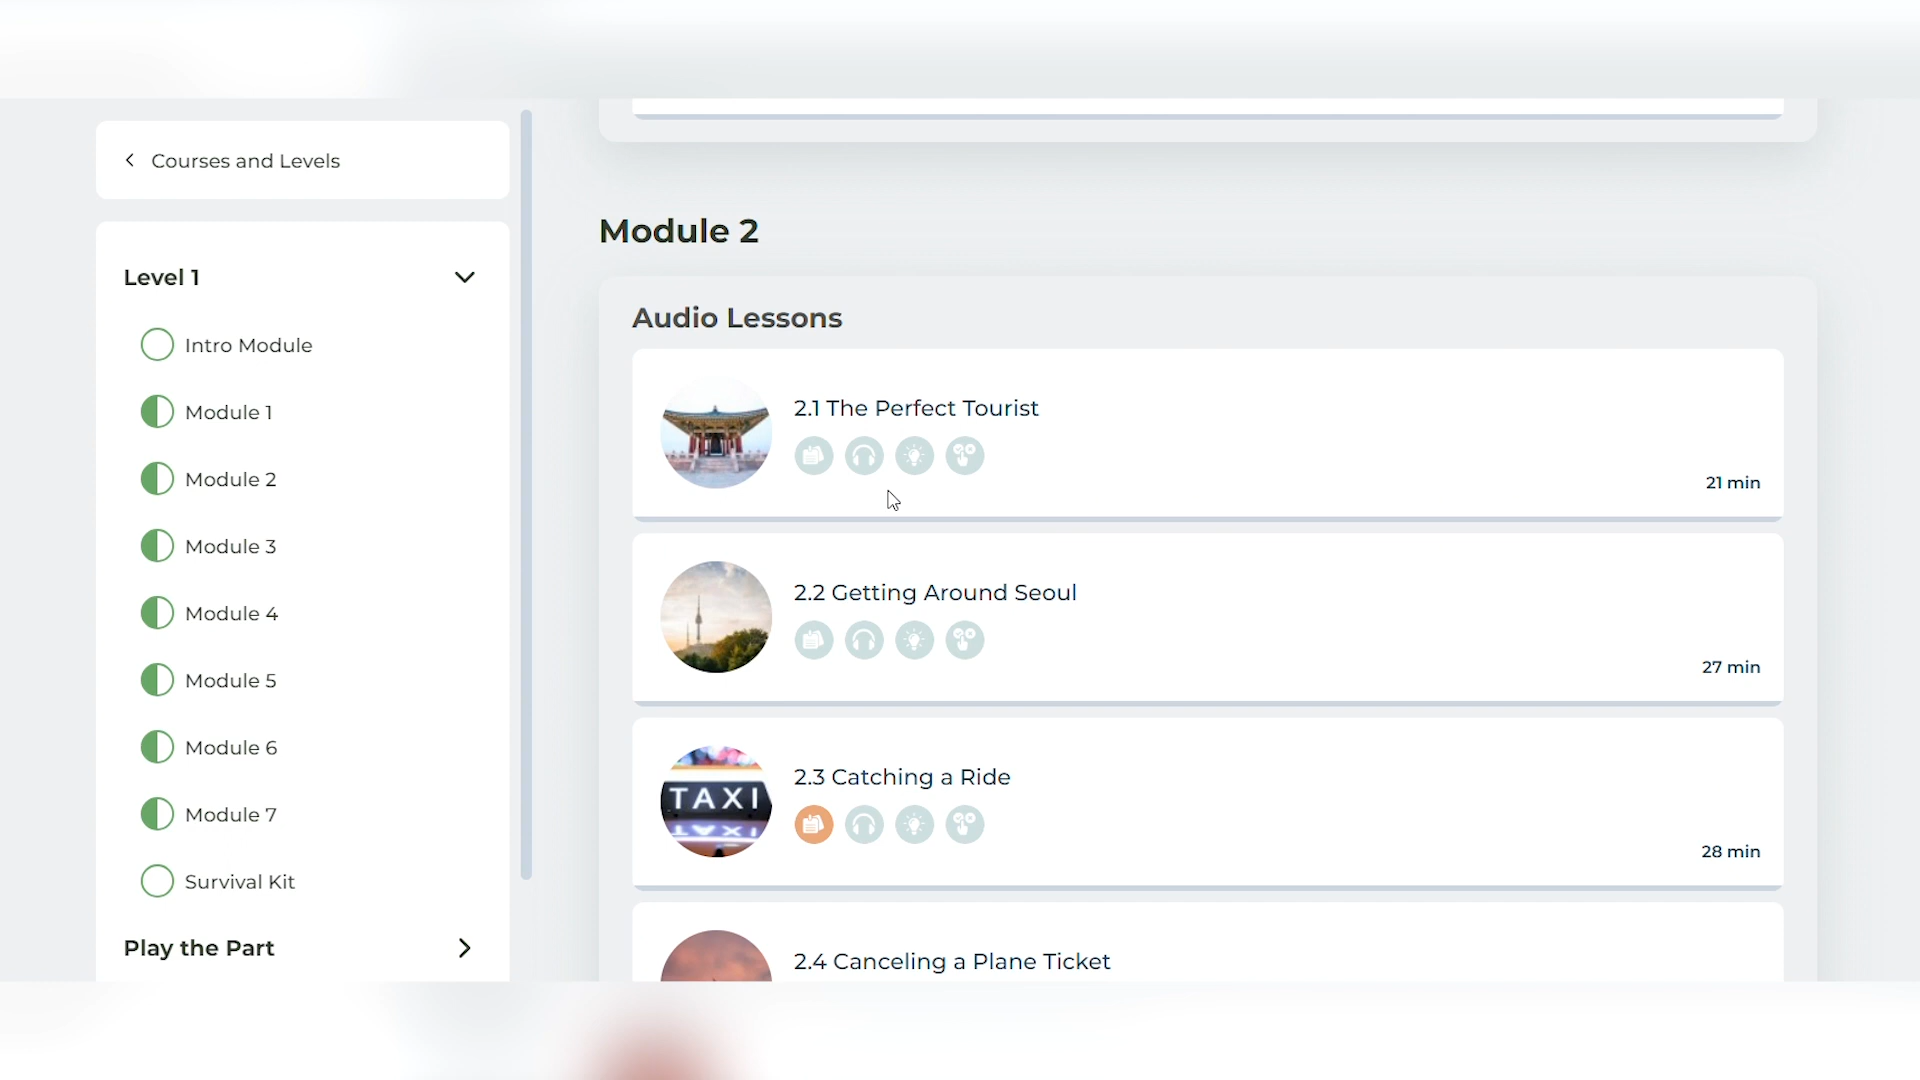 Courses and Levels
Level 1
Intro Module
Module 1
Module 2
Module 3
Module 4
Module 5
Module 6
Module 7
Survival Kit
Play the Part
Module 2
Audio Lessons
2.1 The Perfect Tourist
21 min
2.2 Getting Around Seoul
27 min
TAXI
2.3 Catching a Ride
28 min
2.4 Canceling a Plane Ticket